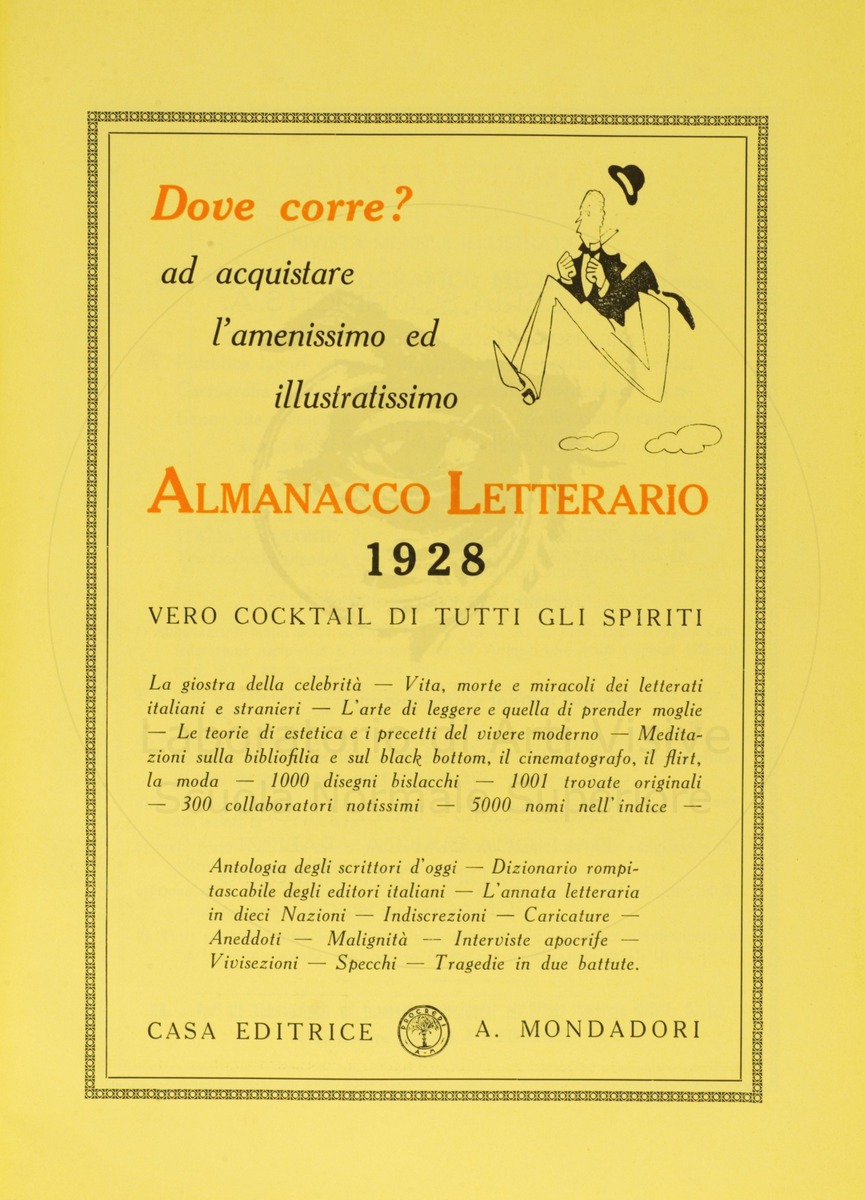 Dove corre?
ad acquistare
l'amenissimo ed
illustratissimo
ALMANACCO LETTERARIO
1928
VERO COCKTAIL DI TUTTI GLI SPIRITI
La giostra della celebrità — Vita, morte e miracoli dei letterati
italiani e stranieri — L'arte di leggere e quella di prender moglie
— Le teorie di estetica e i precetti del vivere moderno — Medita-
zioni sulla bibliofilia e sul black bottom, il cinematografo, il flirt,
la moda — 1000 disegni bislacchi — 1001 trovate originali
— 300 collaboratori notissimi — 5000 nomi nell'indice —
Antologia degli scrittori d'oggi — Dizionario rompi-
tascabile degli editori italiani — L'annata letteraria
in dieci Nazioni — Indiscrezioni — Caricature —
Aneddoti — Malignità — Interviste apocrife —
Vivisezioni — Specchi — Tragedie in due battute.
CASA EDITRICE A. MONDADORI